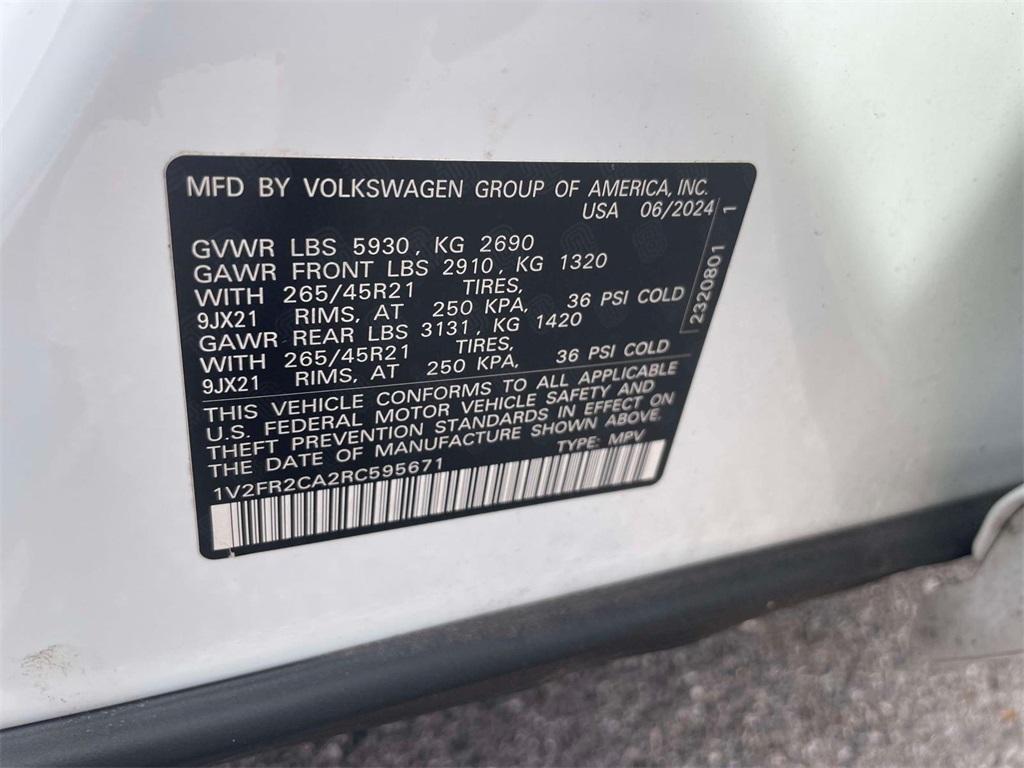 MFD BY VOLKSWAGEN GROUP OF AMERICA, INC.
USA 06/2024 1
GVWR LBS 5930, KG 2690
GAWR FRONT LBS 2910, KG 1320
WITH 265/45R21 TIRES,
9JX21 RIMS, AT 250 KPA, 36 PSI COLD
GAWR REAR LBS 3131, KG 1420
WITH 265/45R21 TIRES,
9JX21 RIMS, AT 250 KPA, 36 PSI COLD
2320801
THIS VEHICLE CONFORMS TO ALL APPLICABLE
U.S. FEDERAL MOTOR VEHICLE SAFETY AND
THEFT PREVENTION STANDARDS IN EFFECT ON
THE DATE OF MANUFACTURE SHOWN ABOVE.
1V2FR2CA2RC595671 TYPE: MPV